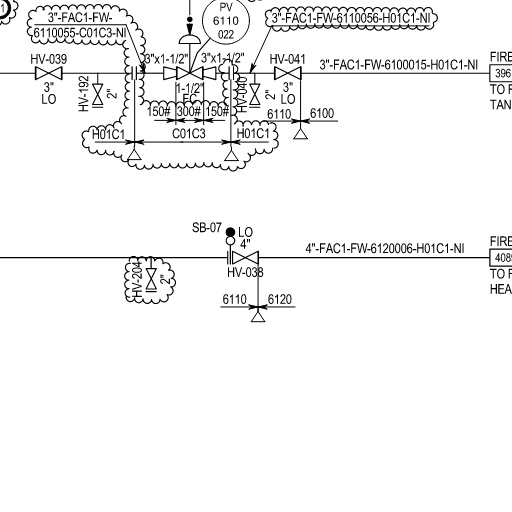 PV
6110
022
3"-FAC1-FW-
6110055-C01C3-NI
3"-FAC1-FW-6110056-H01C1-NI
HV-039
3"
LO
HV-192
2"
3"x1-1/2"
3"x1-1/2"
1-1/2"
FC
150#
300#
150#
HV-040
2"
HV-041
3"
LO
3"-FAC1-FW-6100015-H01C1-NI
FIRE
396
TO F
TAN
6110
6100
H01C1
C01C3
H01C1
SB-07
LO
4"
HV-038
4"-FAC1-FW-6120006-H01C1-NI
FIRE
4089
TO F
HEA
HV-204
2"
6110
6120